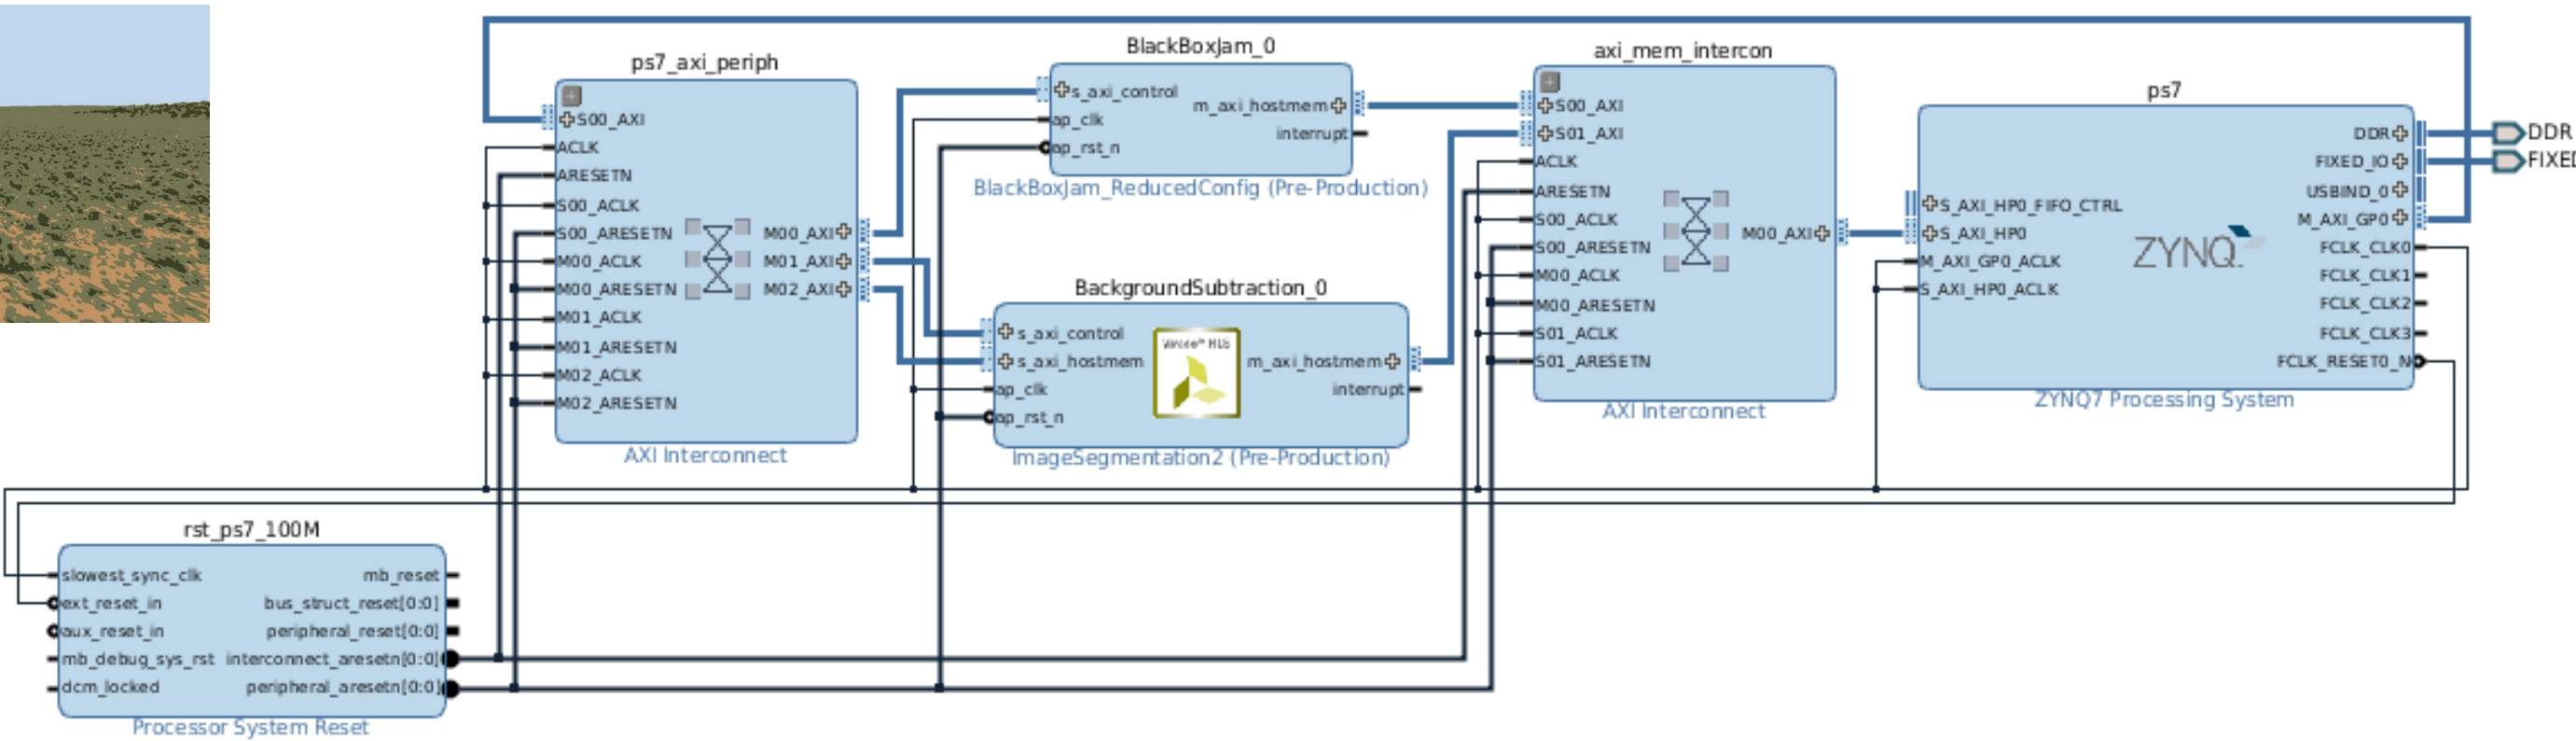 ps7_axi_periph
S00_AXI
ACLK
ARESETN
S00_ACLK
S00_ARESETN
M00_ACLK
M00_ARESETN
M01_ACLK
M01_ARESETN
M02_ACLK
M02_ARESETN
M00_AXI
M01_AXI
M02_AXI
AXI Interconnect
BlackBoxJam_0
s_axi_control
ap_clk
ap_rst_n
m_axi_hostmem
interrupt
BlackBoxJam_ReducedConfig (Pre-Production)
BackgroundSubtraction_0
s_axi_control
s_axi_hostmem
ap_clk
ap_rst_n
m_axi_hostmem
interrupt
ImageSegmentation2 (Pre-Production)
axi_mem_intercon
S00_AXI
S01_AXI
ACLK
ARESETN
S00_ACLK
S00_ARESETN
M00_ACLK
M00_ARESETN
S01_ACLK
S01_ARESETN
M00_AXI
AXI Interconnect
ps7
S_AXI_HP0_FIFO_CTRL
S_AXI_HP0
M_AXI_GP0_ACLK
S_AXI_HP0_ACLK
ZYNQ
DDR
FIXED_IO
USBIND_0
M_AXI_GP0
FCLK_CLK0
FCLK_CLK1
FCLK_CLK2
FCLK_CLK3
FCLK_RESET0_N
ZYNQ7 Processing System
DDR
FIXED
rst_ps7_100M
slowest_sync_clk
ext_reset_in
aux_reset_in
mb_debug_sys_rst
dcm_locked
mb_reset
bus_struct_reset[0:0]
peripheral_reset[0:0]
interconnect_aresetn[0:0]
peripheral_aresetn[0:0]
Processor System Reset